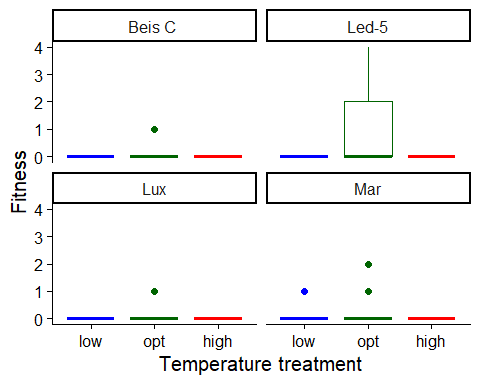 Beis C Led-5
4
3
2
1
0
Lux Mar
4
3
2
1
0
Fitness
low opt high low opt high
Temperature treatment